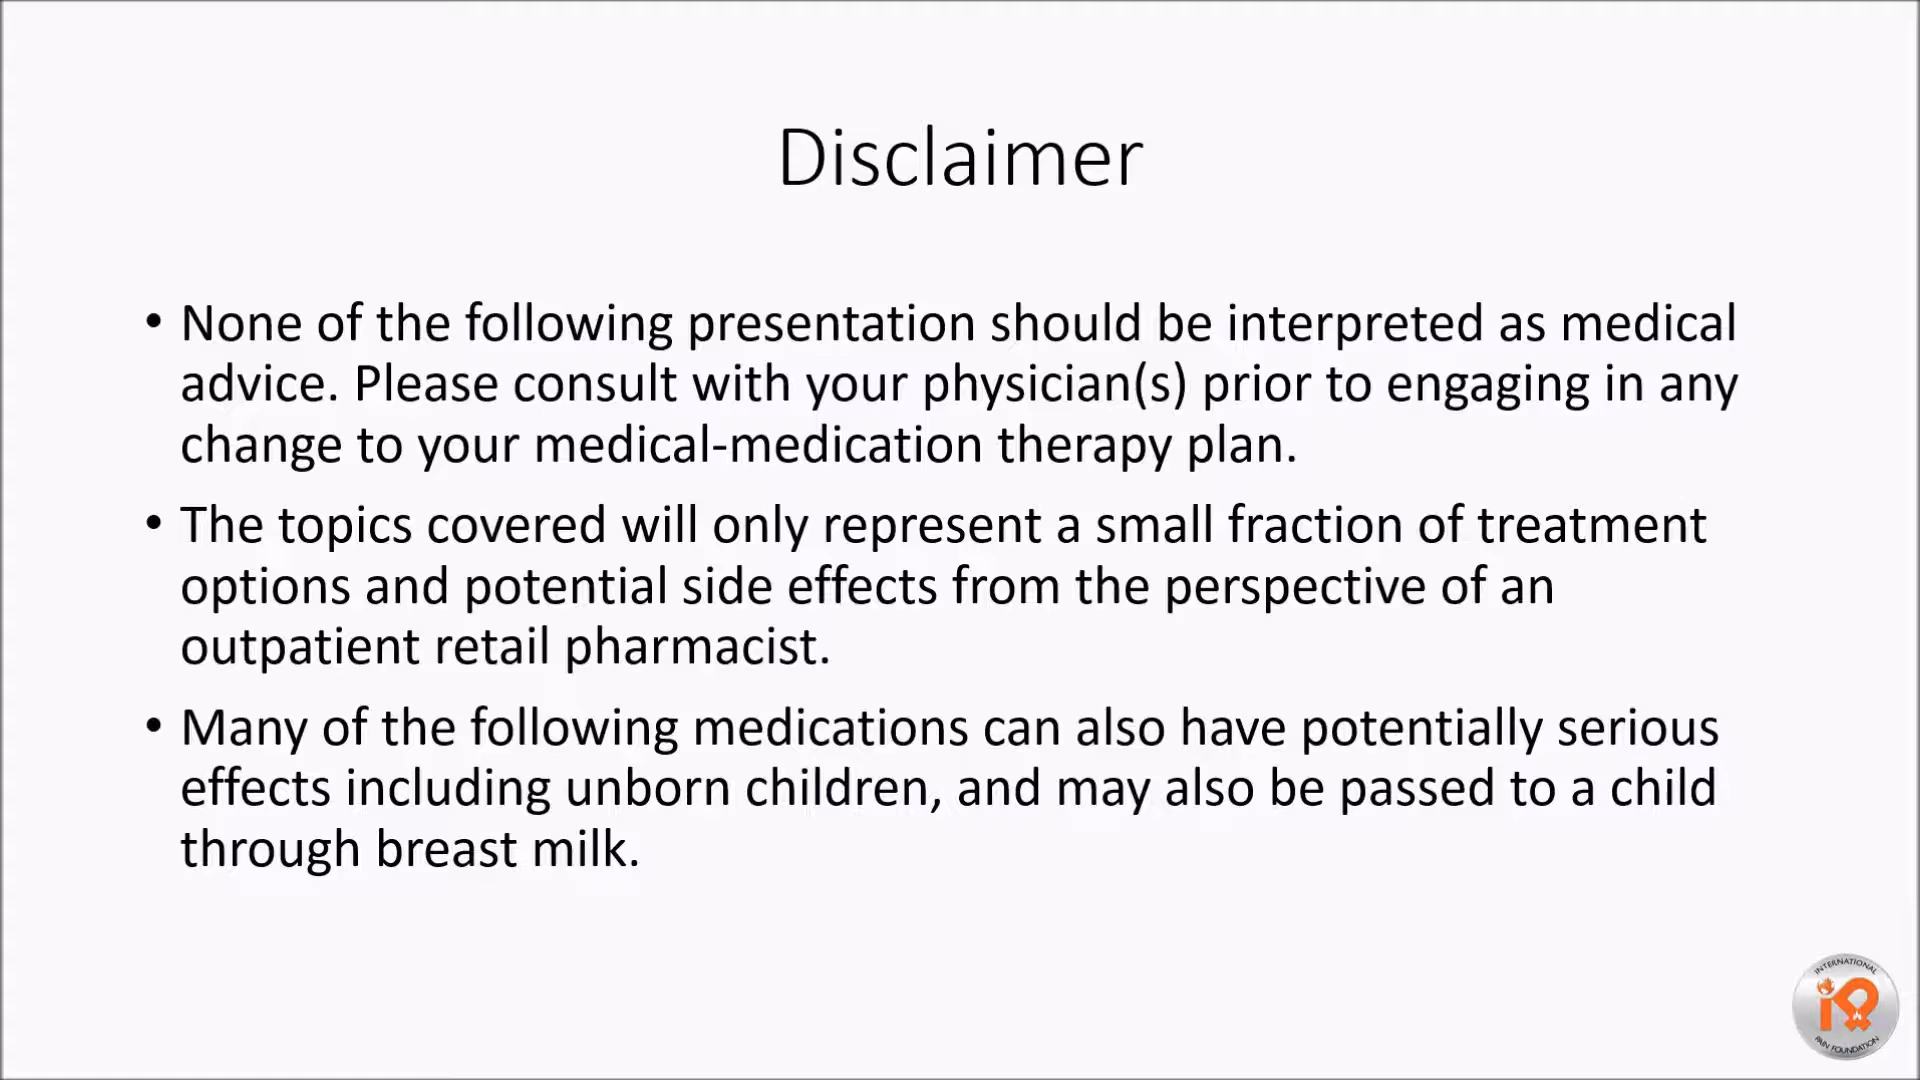 Disclaimer
• None of the following presentation should be interpreted as medical
advice. Please consult with your physician(s) prior to engaging in any
change to your medical-medication therapy plan.
• The topics covered will only represent a small fraction of treatment
options and potential side effects from the perspective of an
outpatient retail pharmacist.
• Many of the following medications can also have potentially serious
effects including unborn children, and may also be passed to a child
through breast milk.
INTERNATIONAL
iP
PAIN FOUNDATION